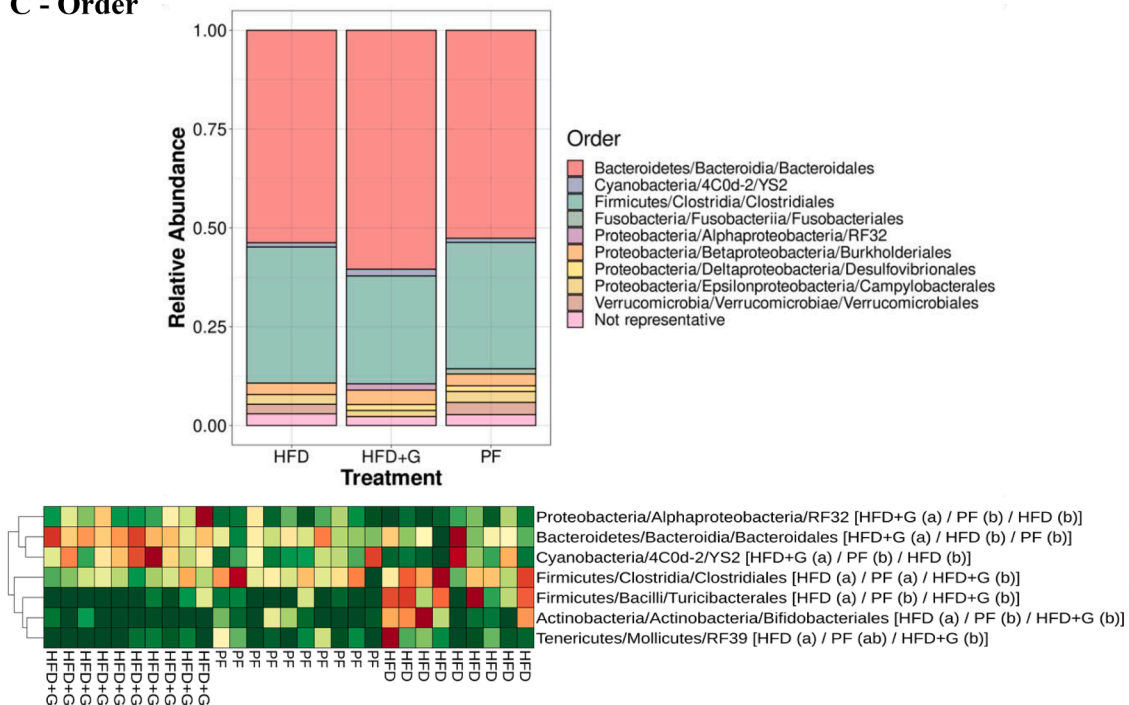 C - Order
1.00
0.75
0.50
0.25
0.00
Relative Abundance
HFD
HFD+G
PF
Treatment
Order
Bacteroidetes/Bacteroidia/Bacteroidales
Cyanobacteria/4C0d-2/YS2
Firmicutes/Clostridia/Clostridiales
Fusobacteria/Fusobacteriia/Fusobacteriales
Proteobacteria/Alphaproteobacteria/RF32
Proteobacteria/Betaproteobacteria/Burkholderiales
Proteobacteria/Deltaproteobacteria/Desulfovibrionales
Proteobacteria/Epsilonproteobacteria/Campylobacterales
Verrucomicrobia/Verrucomicrobiae/Verrucomicrobiales
Not representative
Proteobacteria/Alphaproteobacteria/RF32 [HFD+G (a) / PF (b) / HFD (b)]
Bacteroidetes/Bacteroidia/Bacteroidales [HFD+G (a) / HFD (b) / PF (b)]
Cyanobacteria/4C0d-2/YS2 [HFD+G (a) / PF (b) / HFD (b)]
Firmicutes/Clostridia/Clostridiales [HFD (a) / PF (a) / HFD+G (b)]
Firmicutes/Bacilli/Turicibacterales [HFD (a) / PF (b) / HFD+G (b)]
Actinobacteria/Actinobacteria/Bifidobacteriales [HFD (a) / PF (b) / HFD+G (b)]
Tenericutes/Mollicutes/RF39 [HFD (a) / PF (ab) / HFD+G (b)]
HFD+G
HFD+G
HFD+G
HFD+G
HFD+G
HFD+G
HFD+G
HFD+G
HFD+G
HFD+G
PF
PF
PF
PF
PF
PF
PF
PF
PF
PF
HFD
HFD
HFD
HFD
HFD
HFD
HFD
HFD
HFD